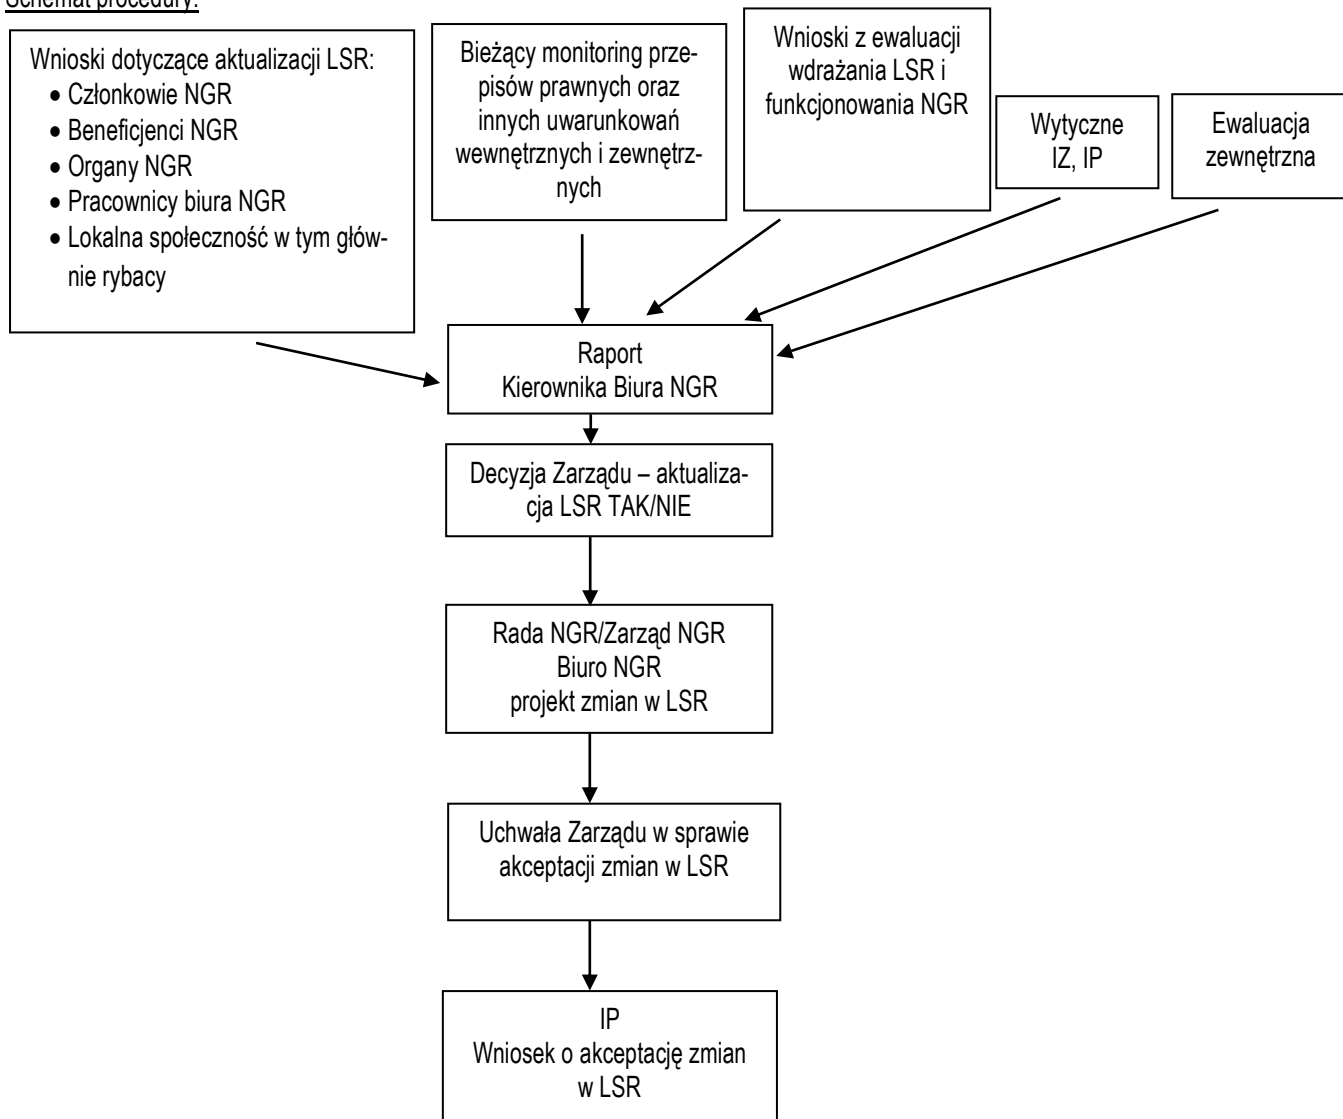 Schemat procedury:
Wnioski dotyczące aktualizacji LSR:
• Członkowie NGR
• Beneficjenci NGR
• Organy NGR
• Pracownicy biura NGR
• Lokalna społeczność w tym głów-
nie rybacy
Bieżący monitoring prze-
pisów prawnych oraz
innych uwarunkowań
wewnętrznych i zewnętrz-
nych
Wnioski z ewaluacji
wdrażania LSR i
funkcjonowania NGR
Wytyczne
IZ, IP
Ewaluacja
zewnętrzna
Raport
Kierownika Biura NGR
Decyzja Zarządu – aktualiza-
cja LSR TAK/NIE
Rada NGR/Zarząd NGR
Biuro NGR
projekt zmian w LSR
Uchwała Zarządu w sprawie
akceptacji zmian w LSR
IP
Wniosek o akceptację zmian
w LSR